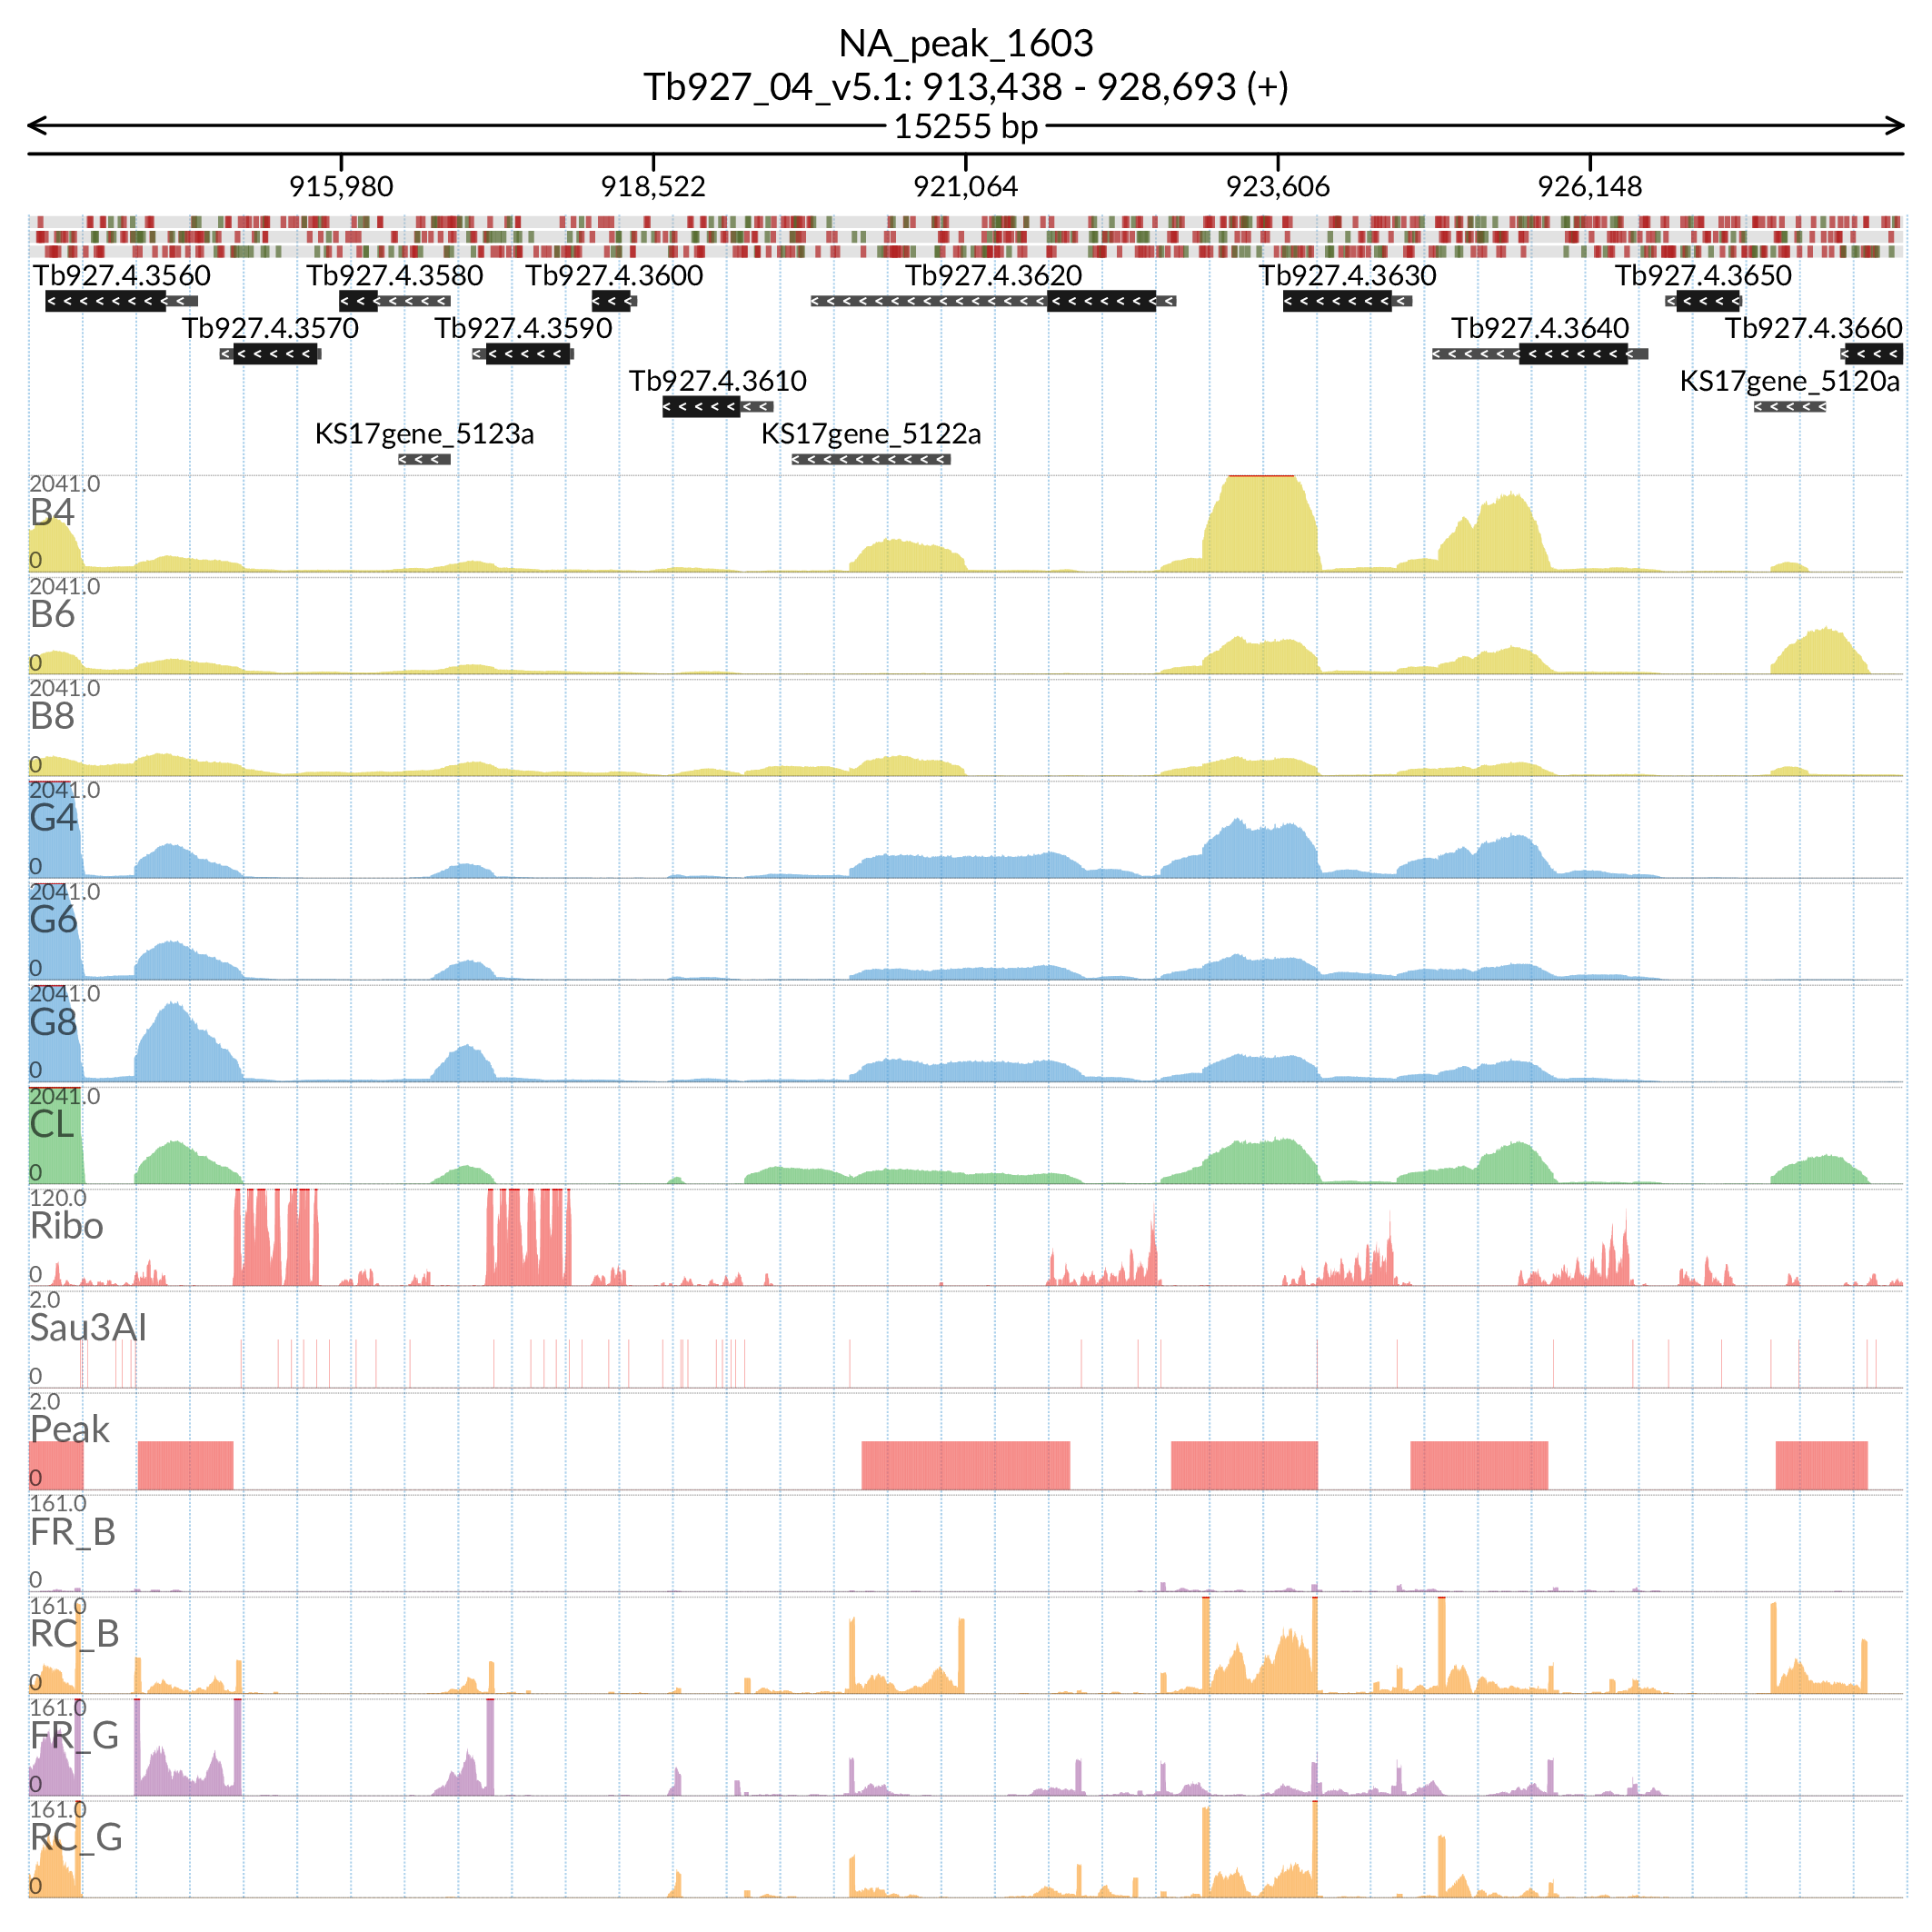 NA_peak_1603
Tb927_04_v5.1: 913,438 - 928,693 (+)
15255 bp
915,980 918,522 921,064 923,606 926,148
Tb927.4.3560 Tb927.4.3580 Tb927.4.3600 Tb927.4.3620 Tb927.4.3630 Tb927.4.3650
Tb927.4.3570 Tb927.4.3590 Tb927.4.3640 Tb927.4.3660
Tb927.4.3610 KS17gene_5120a
KS17gene_5123a KS17gene_5122a
2041.0
B4
0
2041.0
B6
0
2041.0
B8
0
2041.0
G4
0
2041.0
G6
0
2041.0
G8
0
2041.0
CL
0
120.0
Ribo
0
2.0
Sau3AI
0
2.0
Peak
0
161.0
FR_B
0
161.0
RC_B
0
161.0
FR_G
0
161.0
RC_G
0